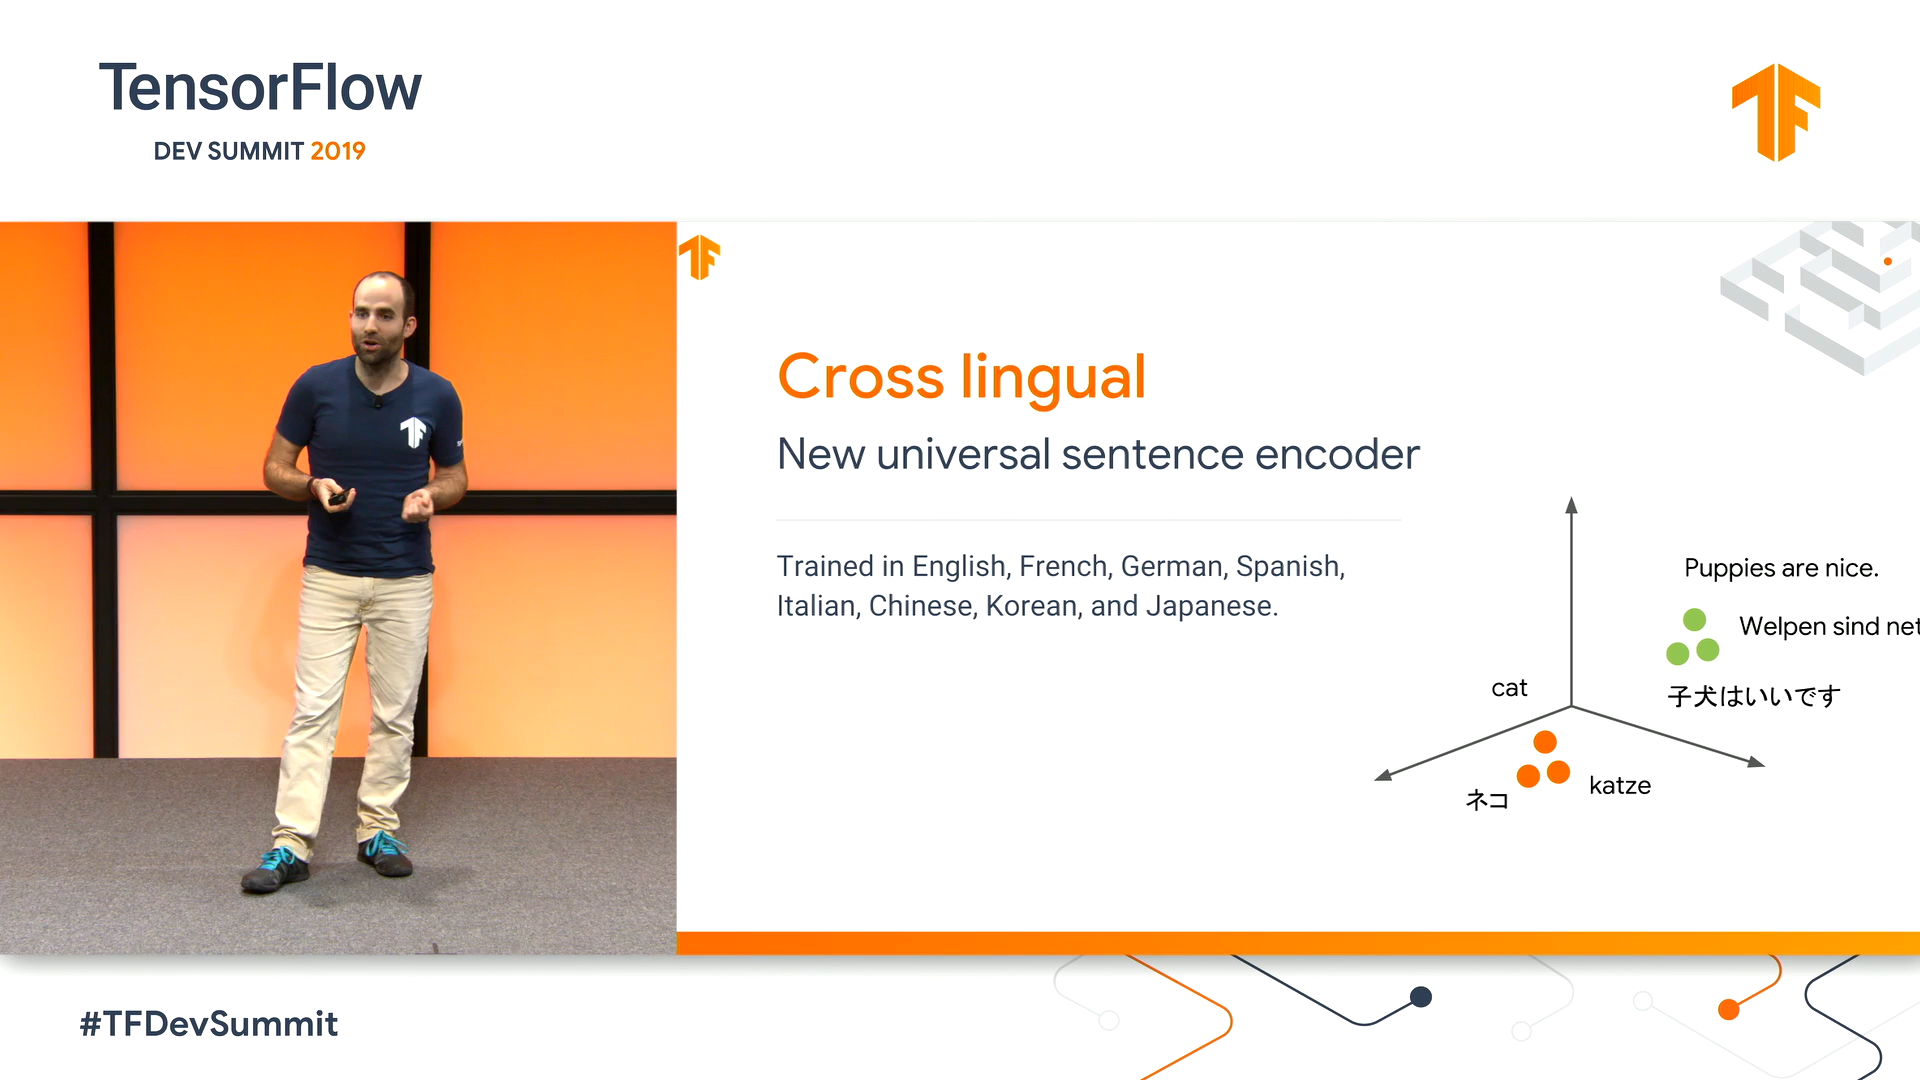 TensorFlow
DEV SUMMIT 2019
Cross lingual
New universal sentence encoder
Trained in English, French, German, Spanish,
Italian, Chinese, Korean, and Japanese.
Puppies are nice.
Welpen sind net
子犬はいいです
cat
katze
ネコ
#TFDevSummit